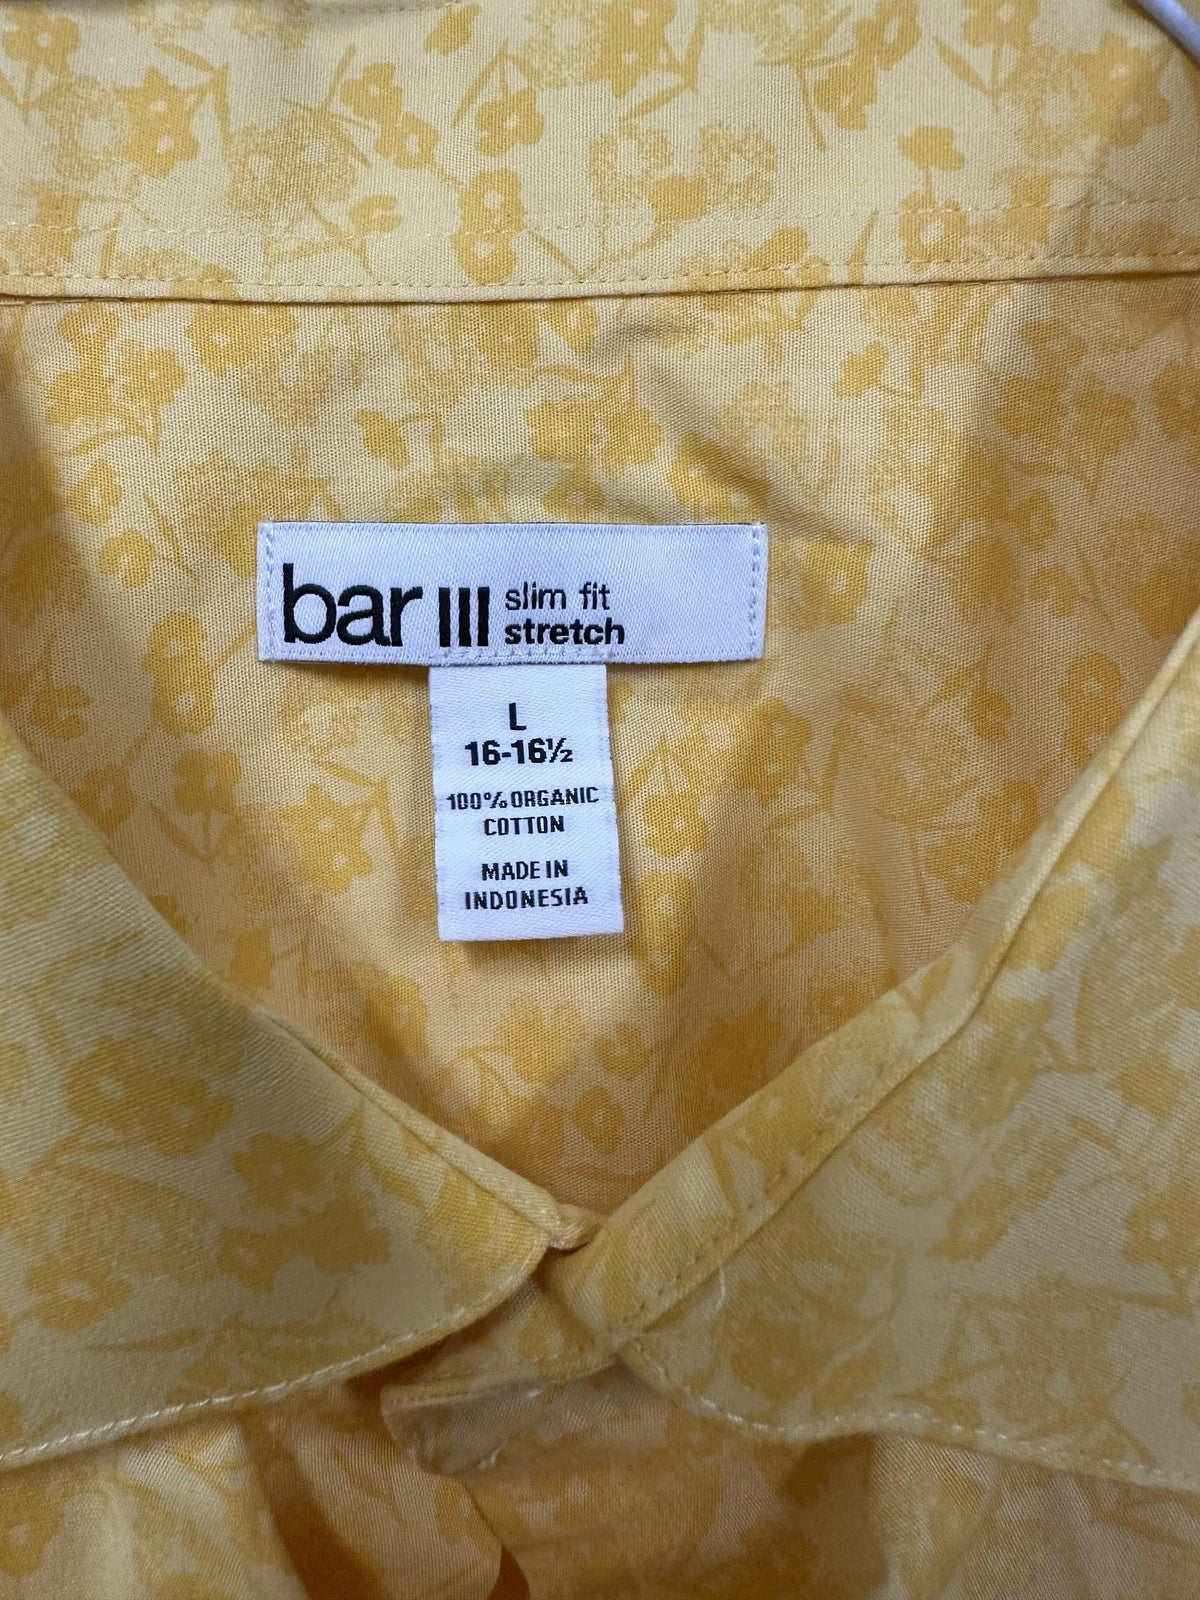 bar III slim fit
stretch
L
16-16½
100% ORGANIC
COTTON
MADE IN
INDONESIA